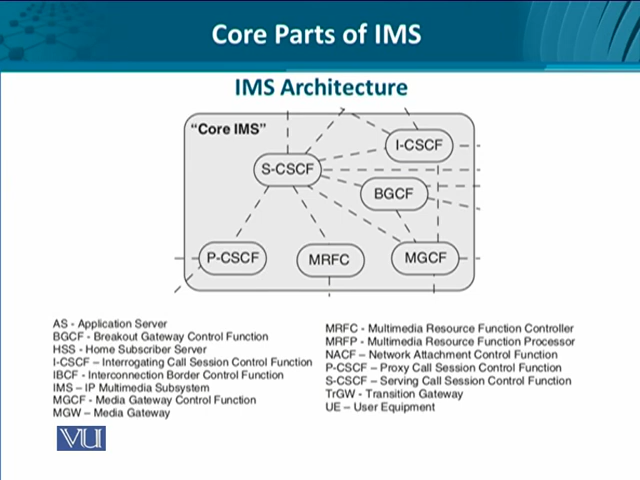 Core Parts of IMS
IMS Architecture
“Core IMS”
I-CSCF
S-CSCF
BGCF
P-CSCF
MRFC
MGCF
AS - Application Server
BGCF - Breakout Gateway Control Function
HSS - Home Subscriber Server
I-CSCF – Interrogating Call Session Control Function
IBCF - Interconnection Border Control Function
IMS – IP Multimedia Subsystem
MGCF - Media Gateway Control Function
MGW – Media Gateway
MRFC - Multimedia Resource Function Controller
MRFP - Multimedia Resource Function Processor
NACF – Network Attachment Control Function
P-CSCF – Proxy Call Session Control Function
S-CSCF – Serving Call Session Control Function
TrGW - Transition Gateway
UE – User Equipment
VU